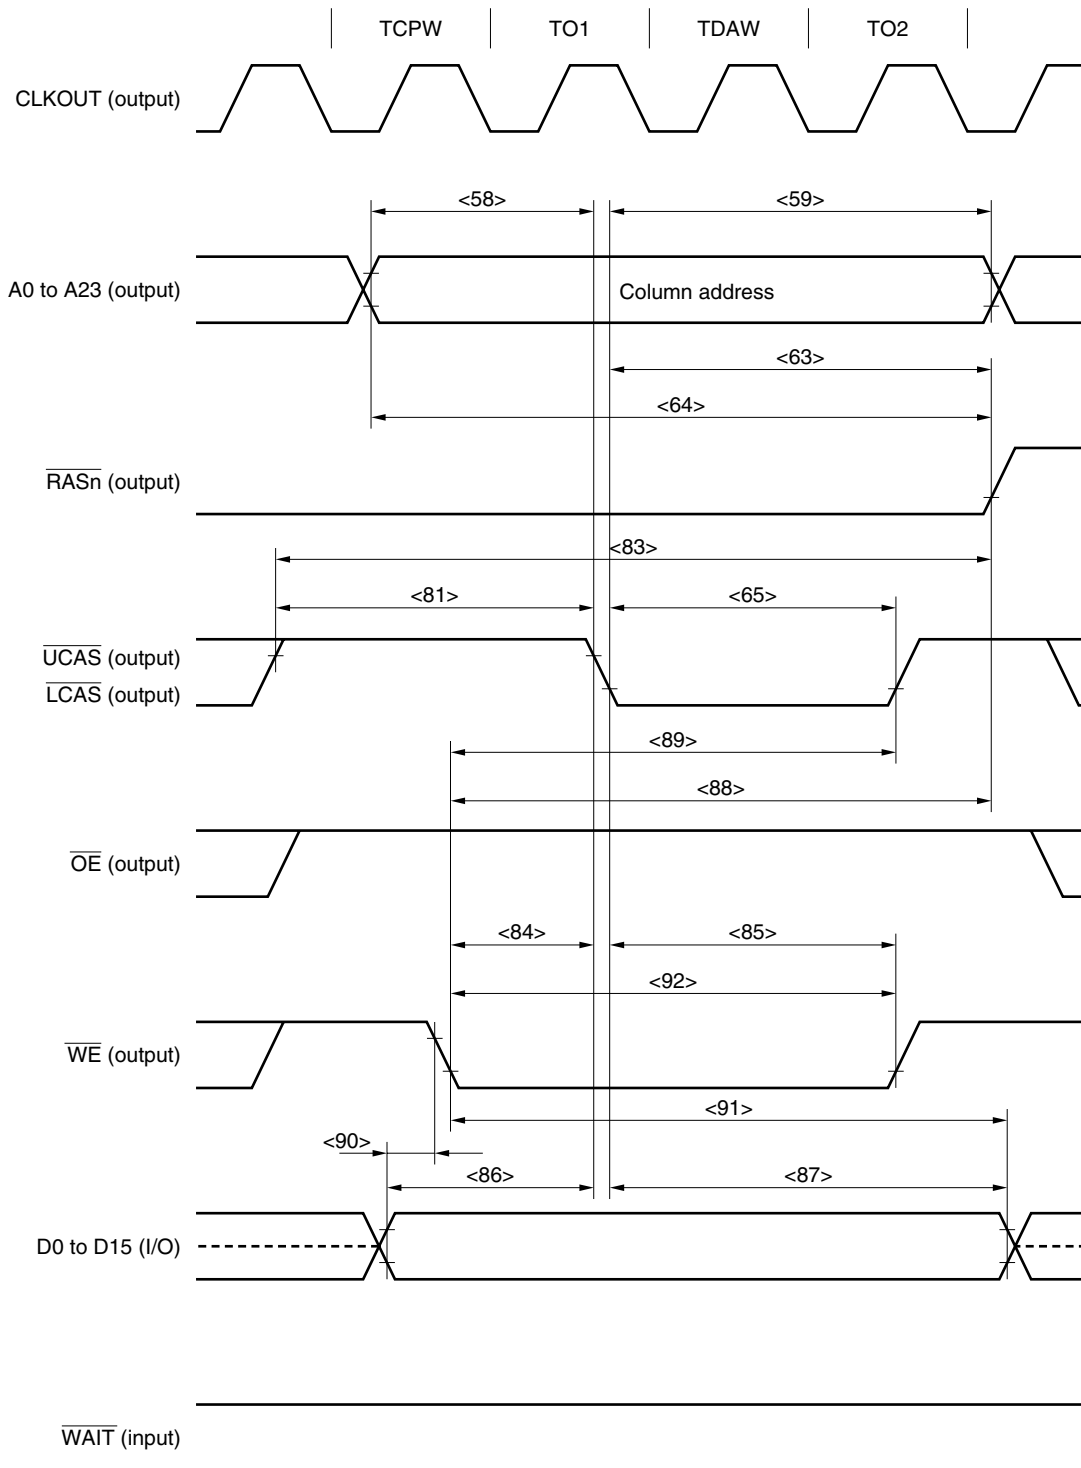 TCPW TO1 TDAW TO2
CLKOUT (output)
<58> <59>
A0 to A23 (output)
Column address
<63>
<64>
RASn (output)
<83>
<81> <65>
UCAS (output)
LCAS (output)
<89>
<88>
OE (output)
<84> <85>
<92>
WE (output)
<91>
<90>
<86> <87>
D0 to D15 (I/O)
WAIT (input)